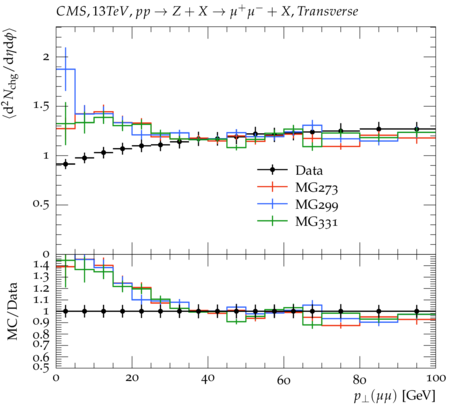 CMS, 13TeV, pp → Z + X → μ⁺μ⁻ + X, Transverse
⟨d²N_chg/dηdϕ⟩
2
1.5
1
0.5
0
Data
MG273
MG299
MG331
MC/Data
1.4
1.3
1.2
1.1
1
0.9
0.8
0.7
0.6
0.5
0 20 40 60 80 100
p⊥(μμ) [GeV]